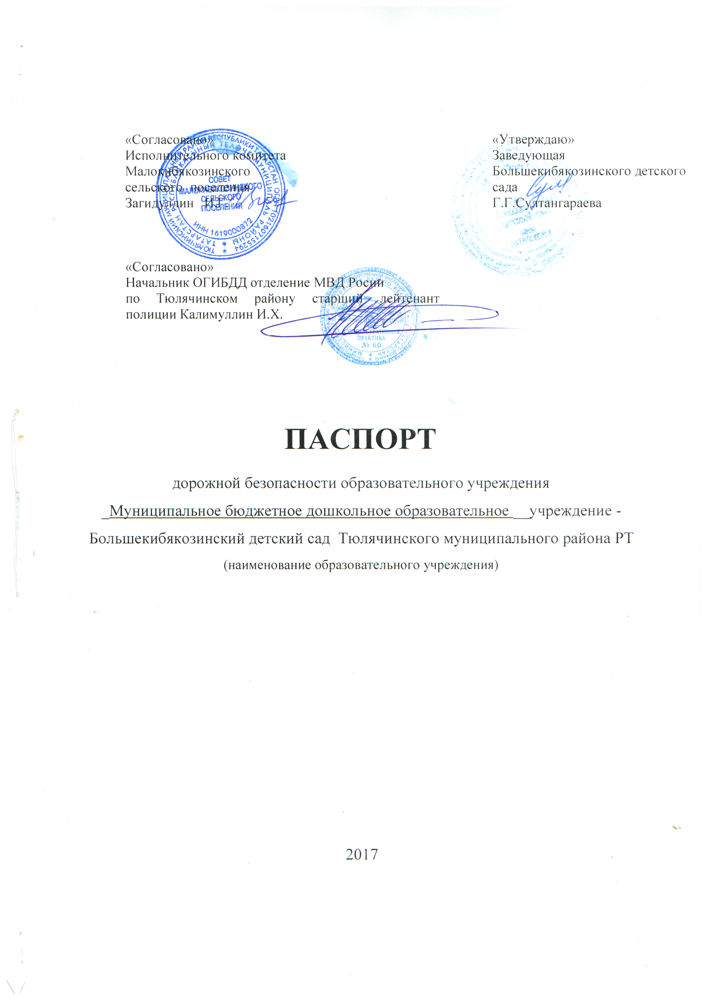 «Согласовано»
Исполнительного комитета
Малокибякозинского
сельского поселения
Загидуллин И.Г.
СОВЕТ
МАЛОКИБЯКОЗИНСКОГО
СЕЛЬСКОГО
ПОСЕЛЕНИЯ
ИНН 1619000872
«Утверждаю»
Заведующая
Большекибякозинского детского
сада
Г.Г.Султангараева
«Согласовано»
Начальник ОГИБДД отделение МВД Росии
по Тюлячинском району старший лейтенант
полиции Калимуллин И.Х.
АДМИНИСТРАТИВНАЯ
ПРАКТИКА
№ 60
ПАСПОРТ
дорожной безопасности образовательного учреждения
_Муниципальное бюджетное дошкольное образовательное __учреждение -
Большекибякозинский детский сад Тюлячинского муниципального района РТ
(наименование образовательного учреждения)
2017